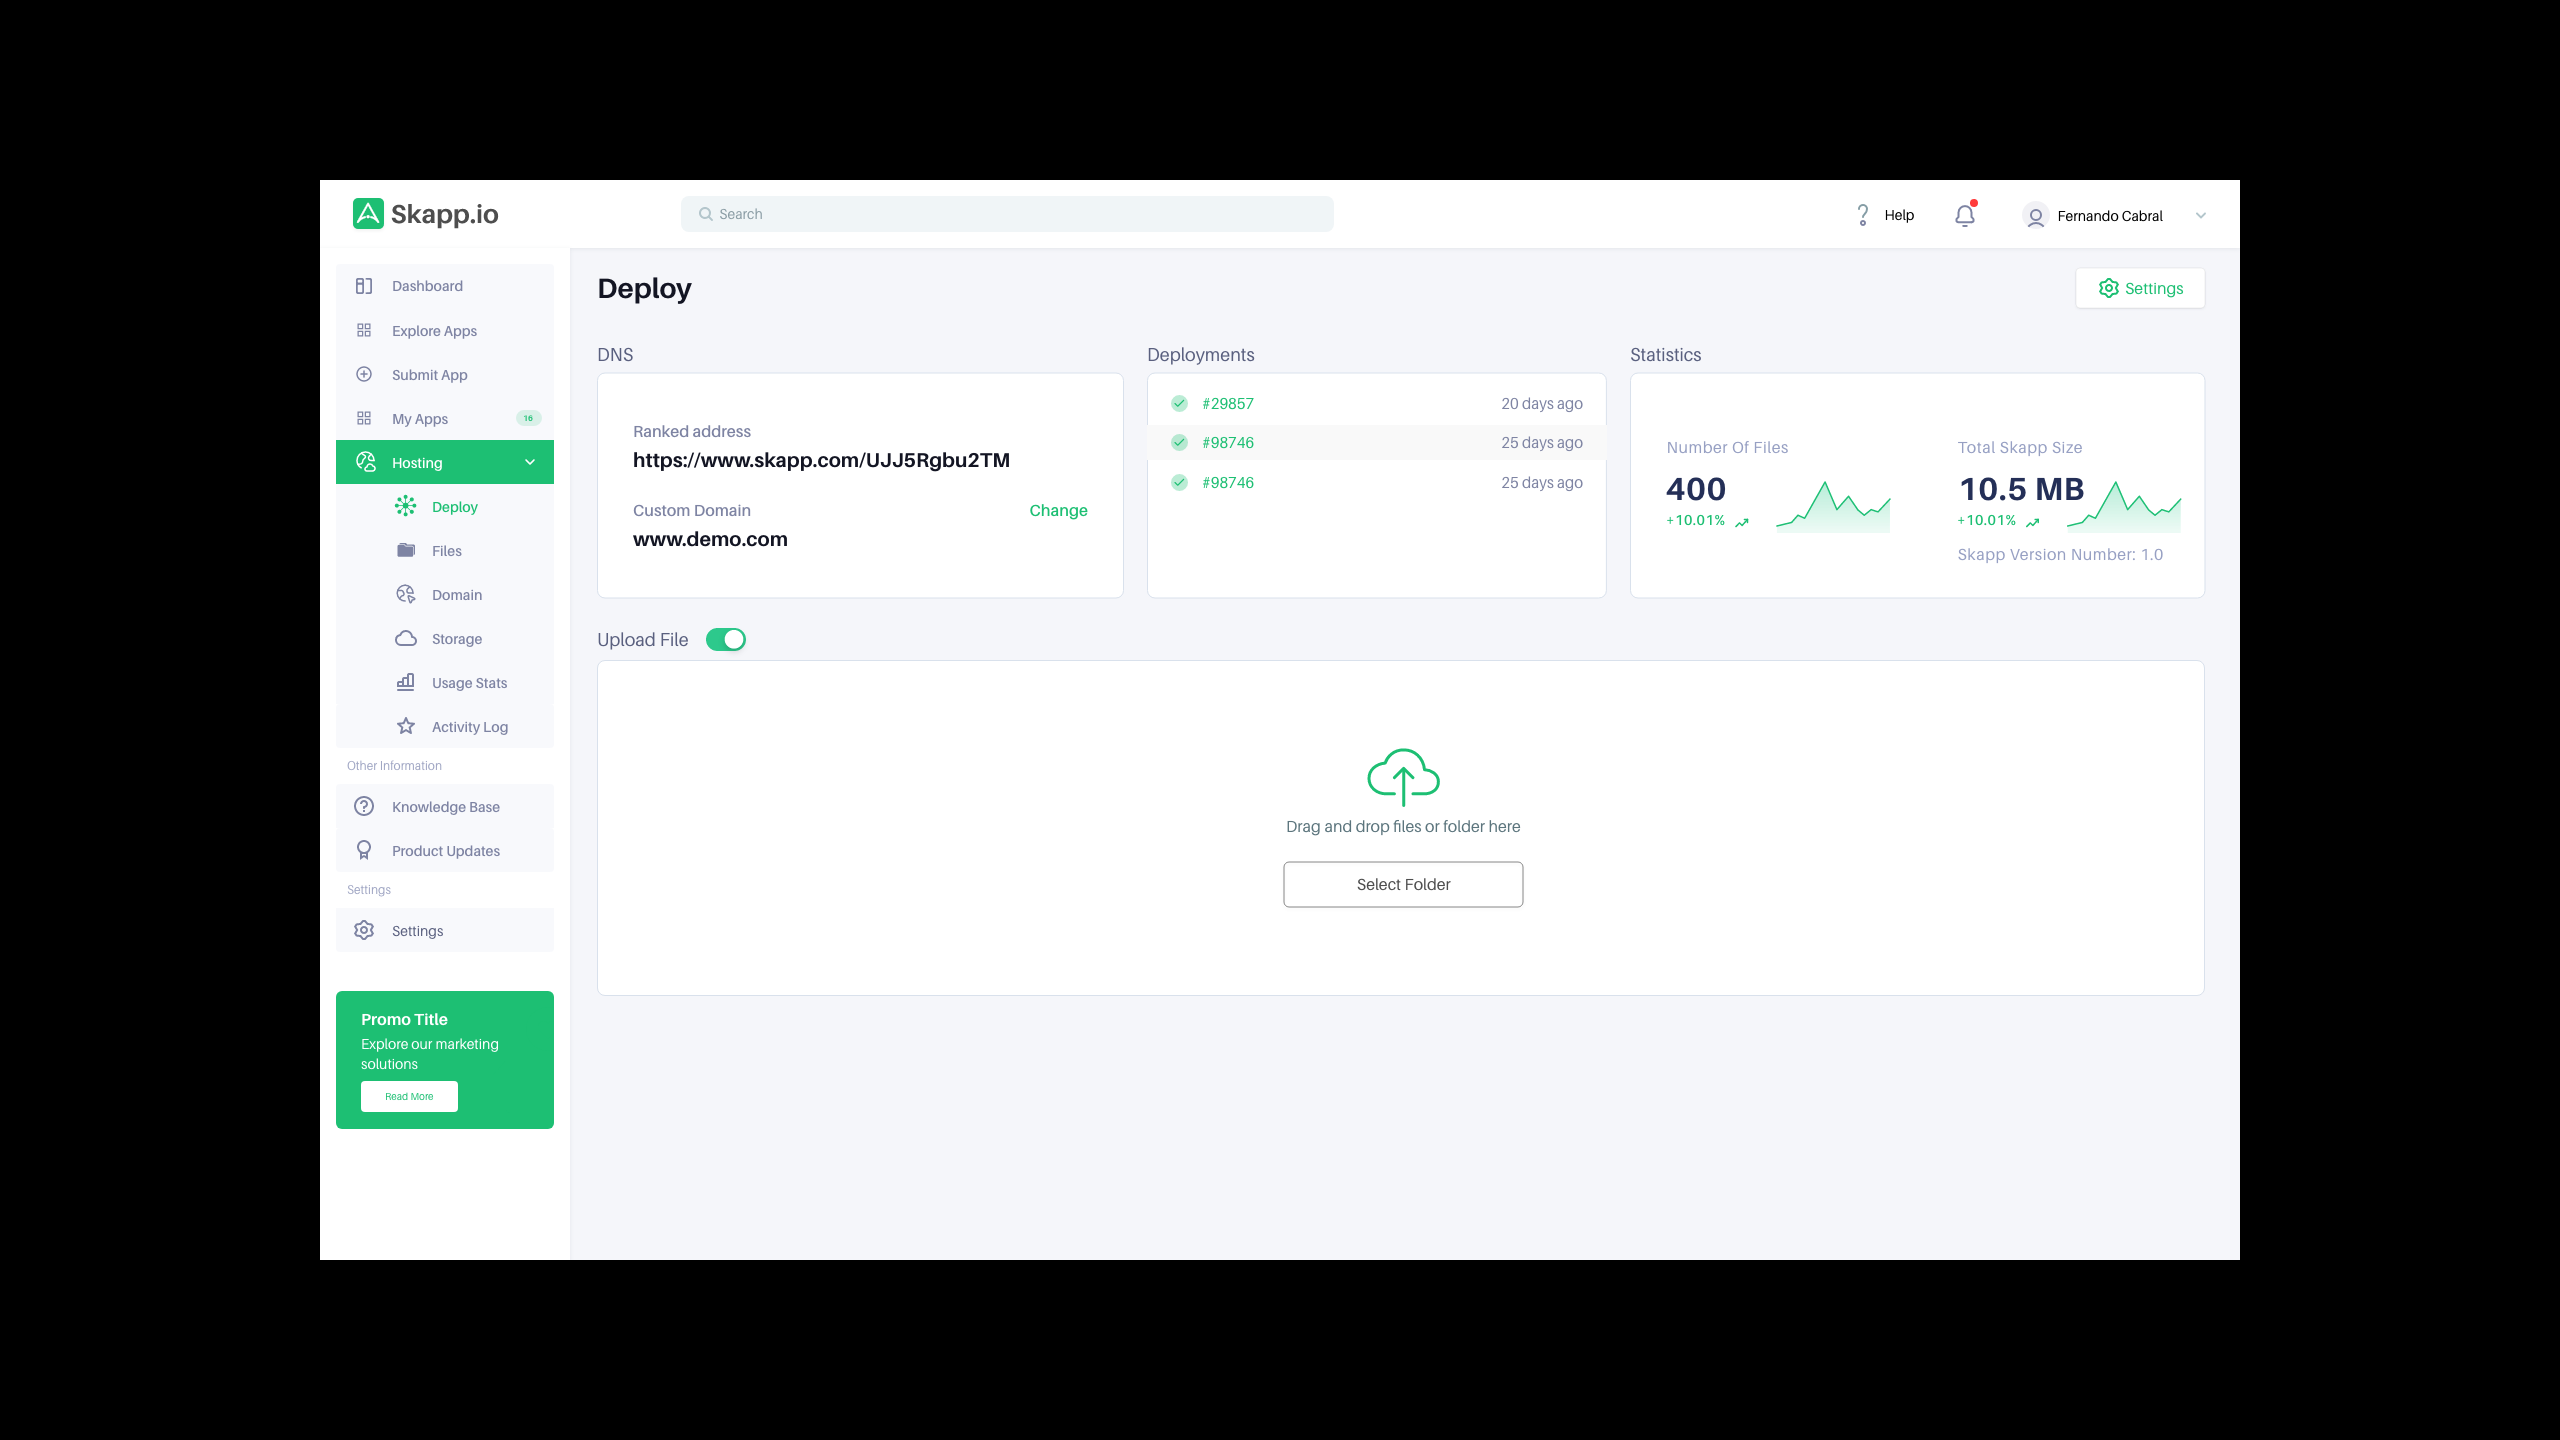 Skapp.io
Search
Help
Fernando Cabral
Dashboard
Explore Apps
Submit App
My Apps
16
Hosting
Deploy
Files
Domain
Storage
Usage Stats
Activity Log
Other Information
Knowledge Base
Product Updates
Settings
Settings
Promo Title
Explore our marketing
solutions
Read More
Deploy
Settings
DNS
Ranked address
https://www.skapp.com/UJJ5Rgbu2TM
Custom Domain
Change
www.demo.com
Deployments
#29857
20 days ago
#98746
25 days ago
#98746
25 days ago
Statistics
Number Of Files
400
+10.01%
Total Skapp Size
10.5 MB
+10.01%
Skapp Version Number: 1.0
Upload File
Drag and drop files or folder here
Select Folder